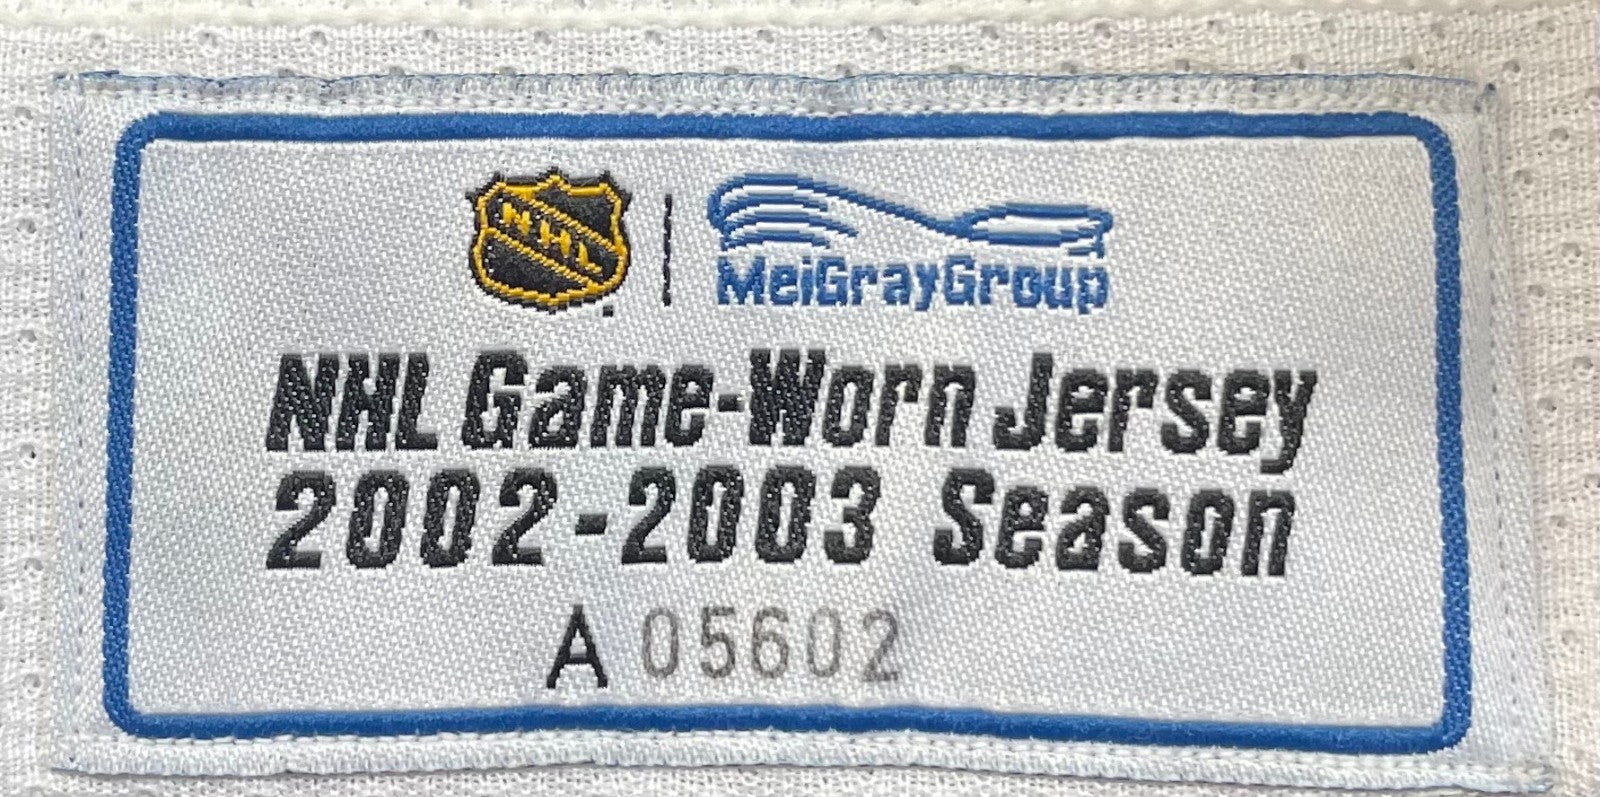 NHL | MeiGrayGroup
NHL Game-Worn Jersey
2002-2003 Season
A 05602